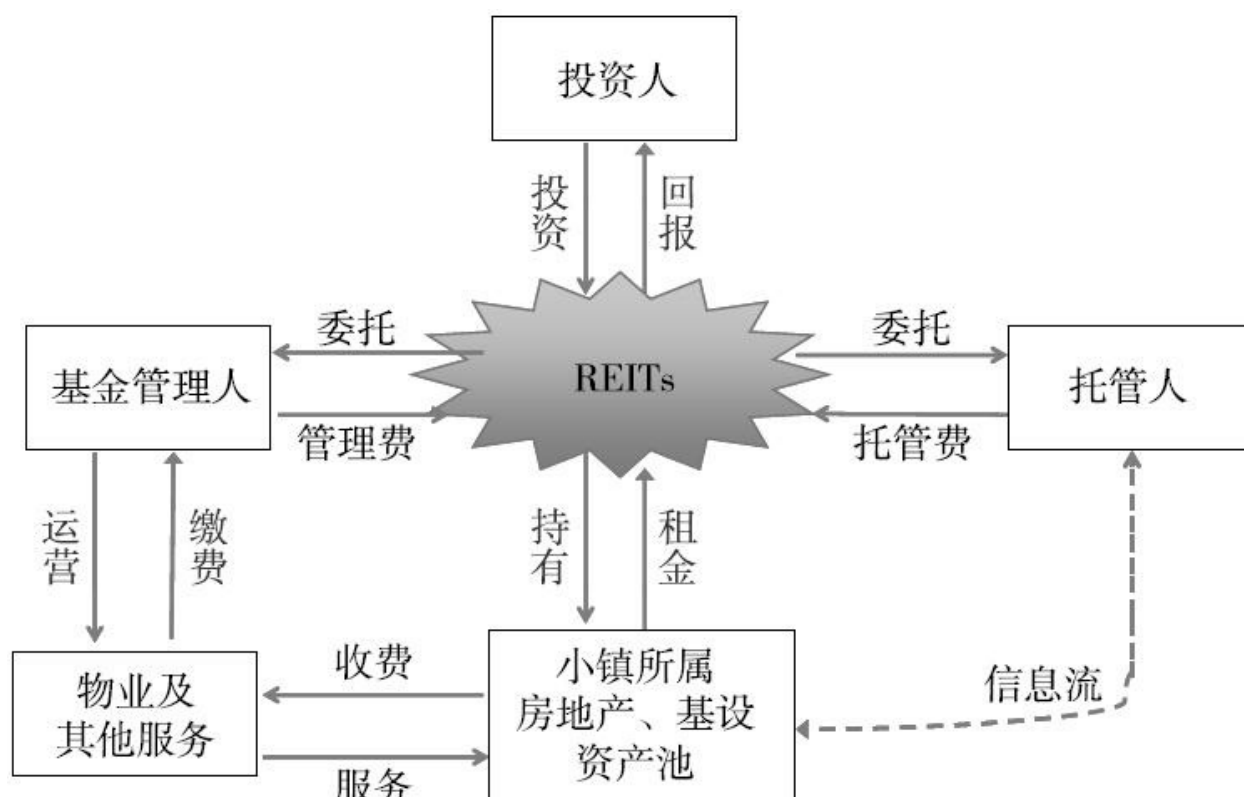 投资人
投资
回报
委托
委托
基金管理人
REITs
托管人
管理费
托管费
运营
缴费
持有
租金
物业及
其他服务
收费
服务
小镇所属
房地产、基设
资产池
信息流